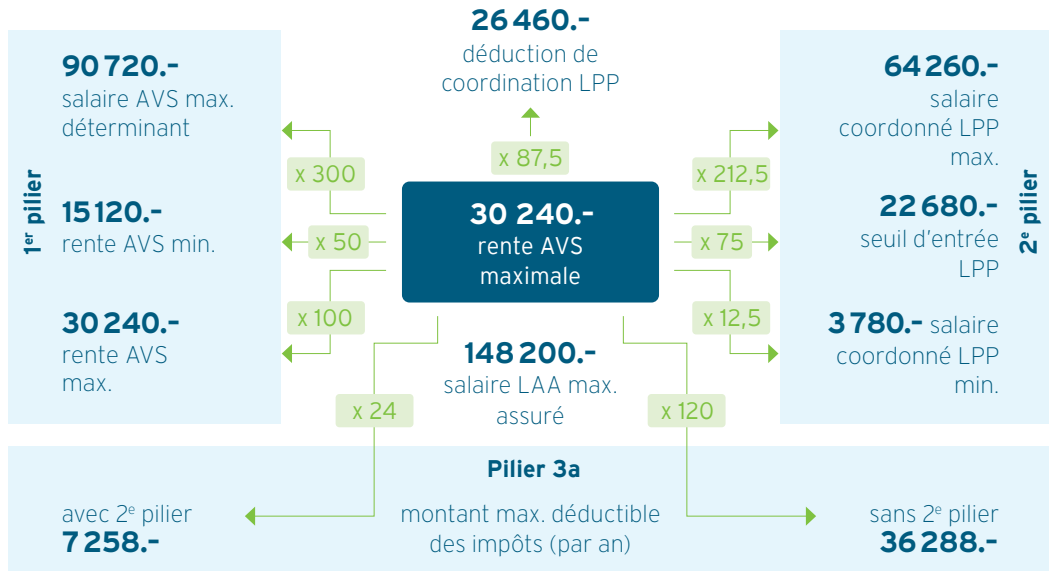 26 460.-
déduction de
coordination LPP
1er pilier
90 720.-
salaire AVS max.
déterminant
15 120.-
rente AVS min.
30 240.-
rente AVS
max.
x 300
x 50
x 100
x 87,5
30 240.-
rente AVS
maximale
x 212,5
x 75
x 12,5
64 260.-
salaire
coordonné LPP
max.
22 680.-
seuil d'entrée
LPP
3 780.- salaire
coordonné LPP
min.
2e pilier
148 200.-
salaire LAA max.
assuré
x 24
x 120
Pilier 3a
avec 2e pilier
7 258.-
montant max. déductible
des impôts (par an)
sans 2e pilier
36 288.-